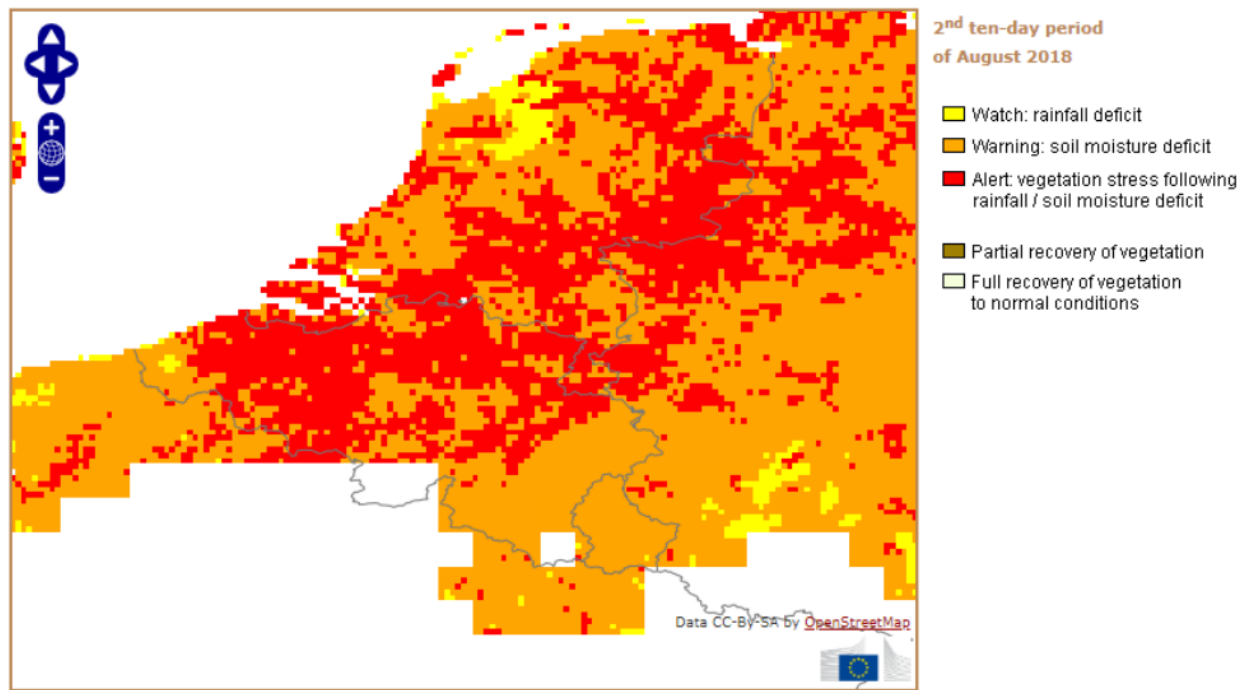 2nd ten-day period
of August 2018
Watch: rainfall deficit
Warning: soil moisture deficit
Alert: vegetation stress following
rainfall / soil moisture deficit
Partial recovery of vegetation
Full recovery of vegetation
to normal conditions
Data CC-By-SA by OpenStreetMap